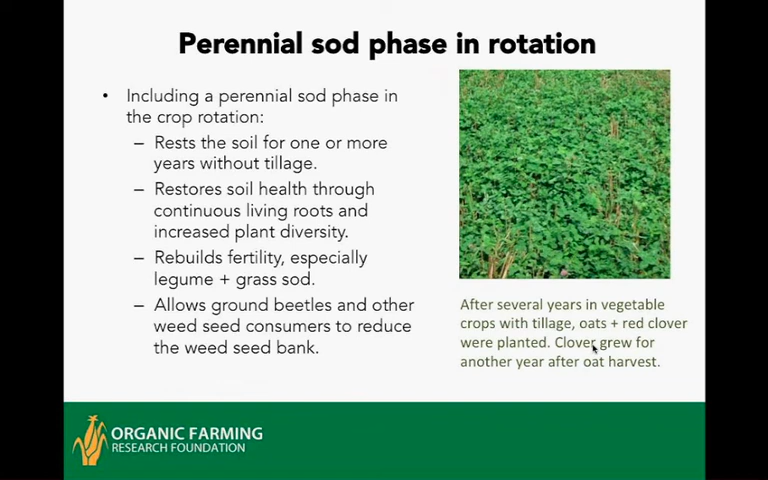 Perennial sod phase in rotation
• Including a perennial sod phase in
the crop rotation:
– Rests the soil for one or more
years without tillage.
– Restores soil health through
continuous living roots and
increased plant diversity.
– Rebuilds fertility, especially
legume + grass sod.
– Allows ground beetles and other
weed seed consumers to reduce
the weed seed bank.
After several years in vegetable
crops with tillage, oats + red clover
were planted. Clover grew for
another year after oat harvest.
ORGANIC FARMING
RESEARCH FOUNDATION